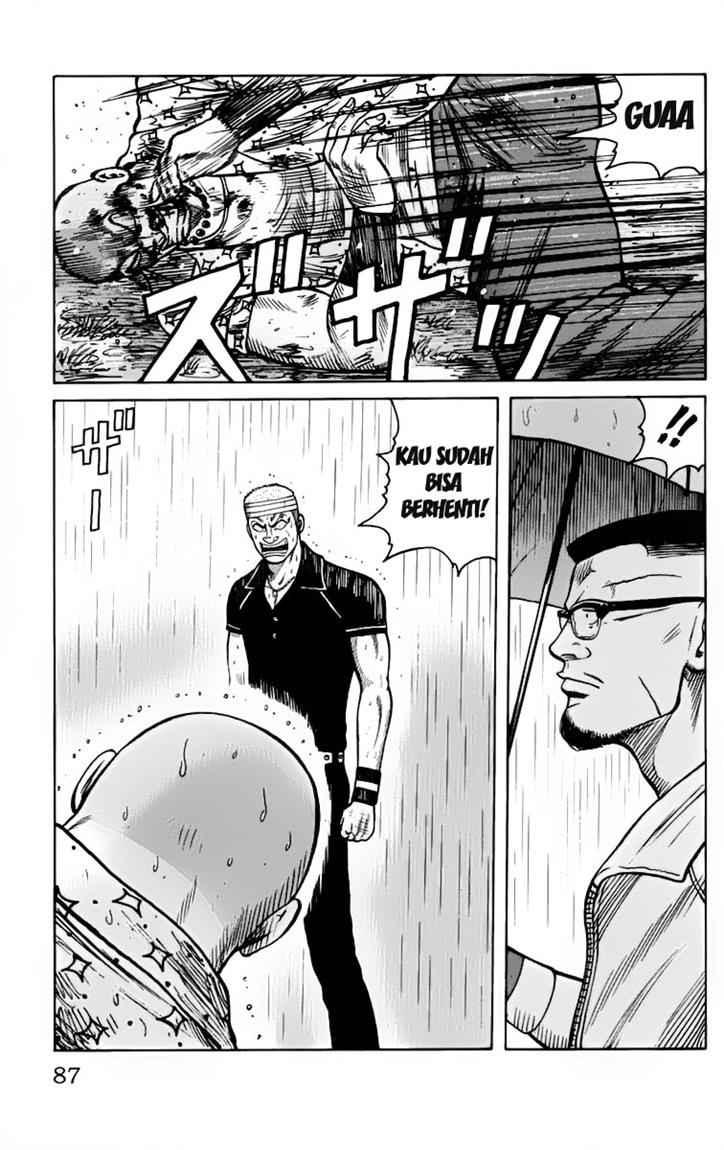 GUAA
ズザッ
!!
ザー
KAU SUDAH
BISA
BERHENTI!
87